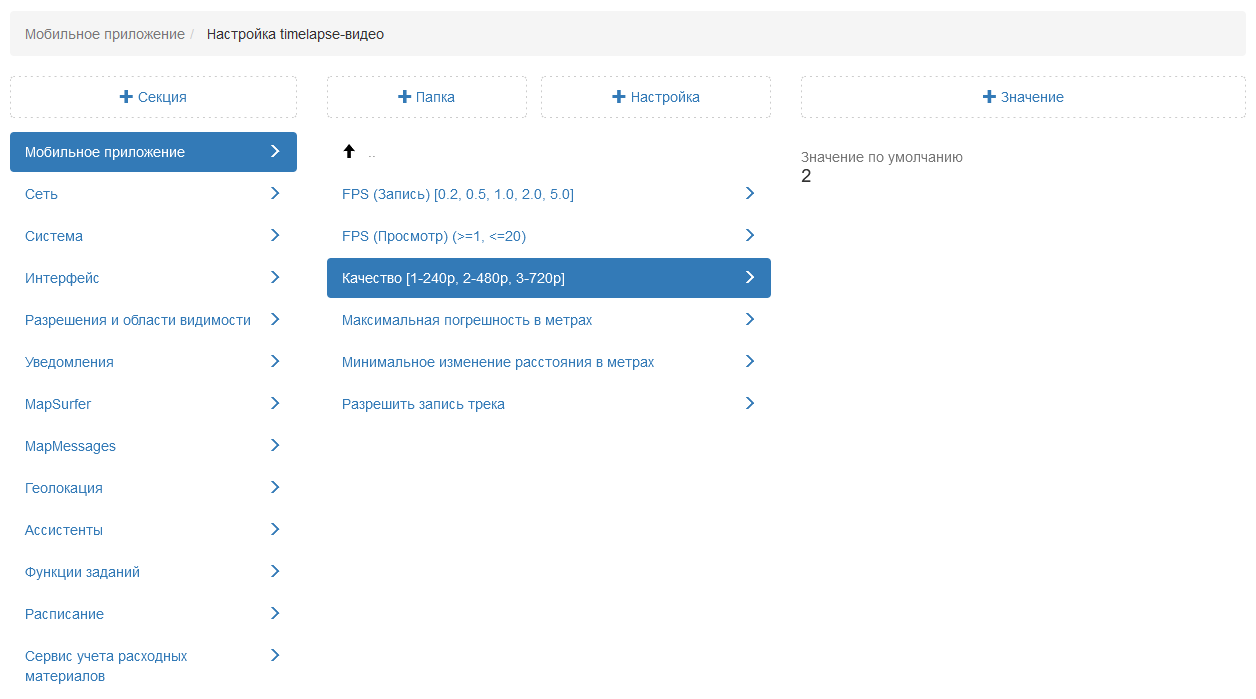 Мобильное приложение / Настройка timelapse-видео
Секция
Папка
Настройка
Значение
Мобильное приложение
Сеть
Система
Интерфейс
Разрешения и области видимости
Уведомления
MapSurfer
MapMessages
Геолокация
Ассистенты
Функции заданий
Расписание
Сервис учета расходных
материалов
..
FPS (Запись) [0.2, 0.5, 1.0, 2.0, 5.0]
FPS (Просмотр) (>=1, <=20)
Качество [1-240p, 2-480p, 3-720p]
Максимальная погрешность в метрах
Минимальное изменение расстояния в метрах
Разрешить запись трека
Значение по умолчанию
2